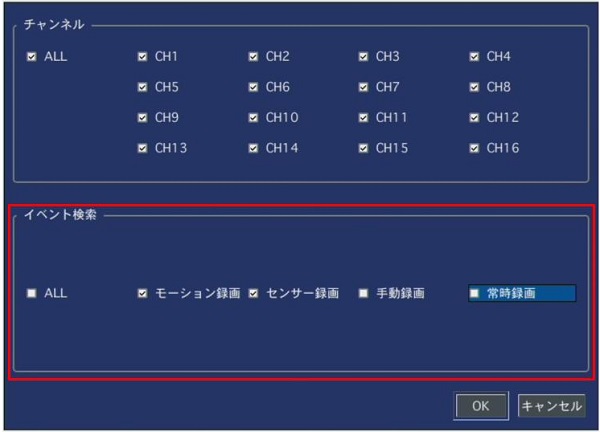 チャンネル
ALL CH1 CH2 CH3 CH4
CH5 CH6 CH7 CH8
CH9 CH10 CH11 CH12
CH13 CH14 CH15 CH16
イベント検索
ALL モーション録画 センサー録画 手動録画 常時録画
OK キャンセル